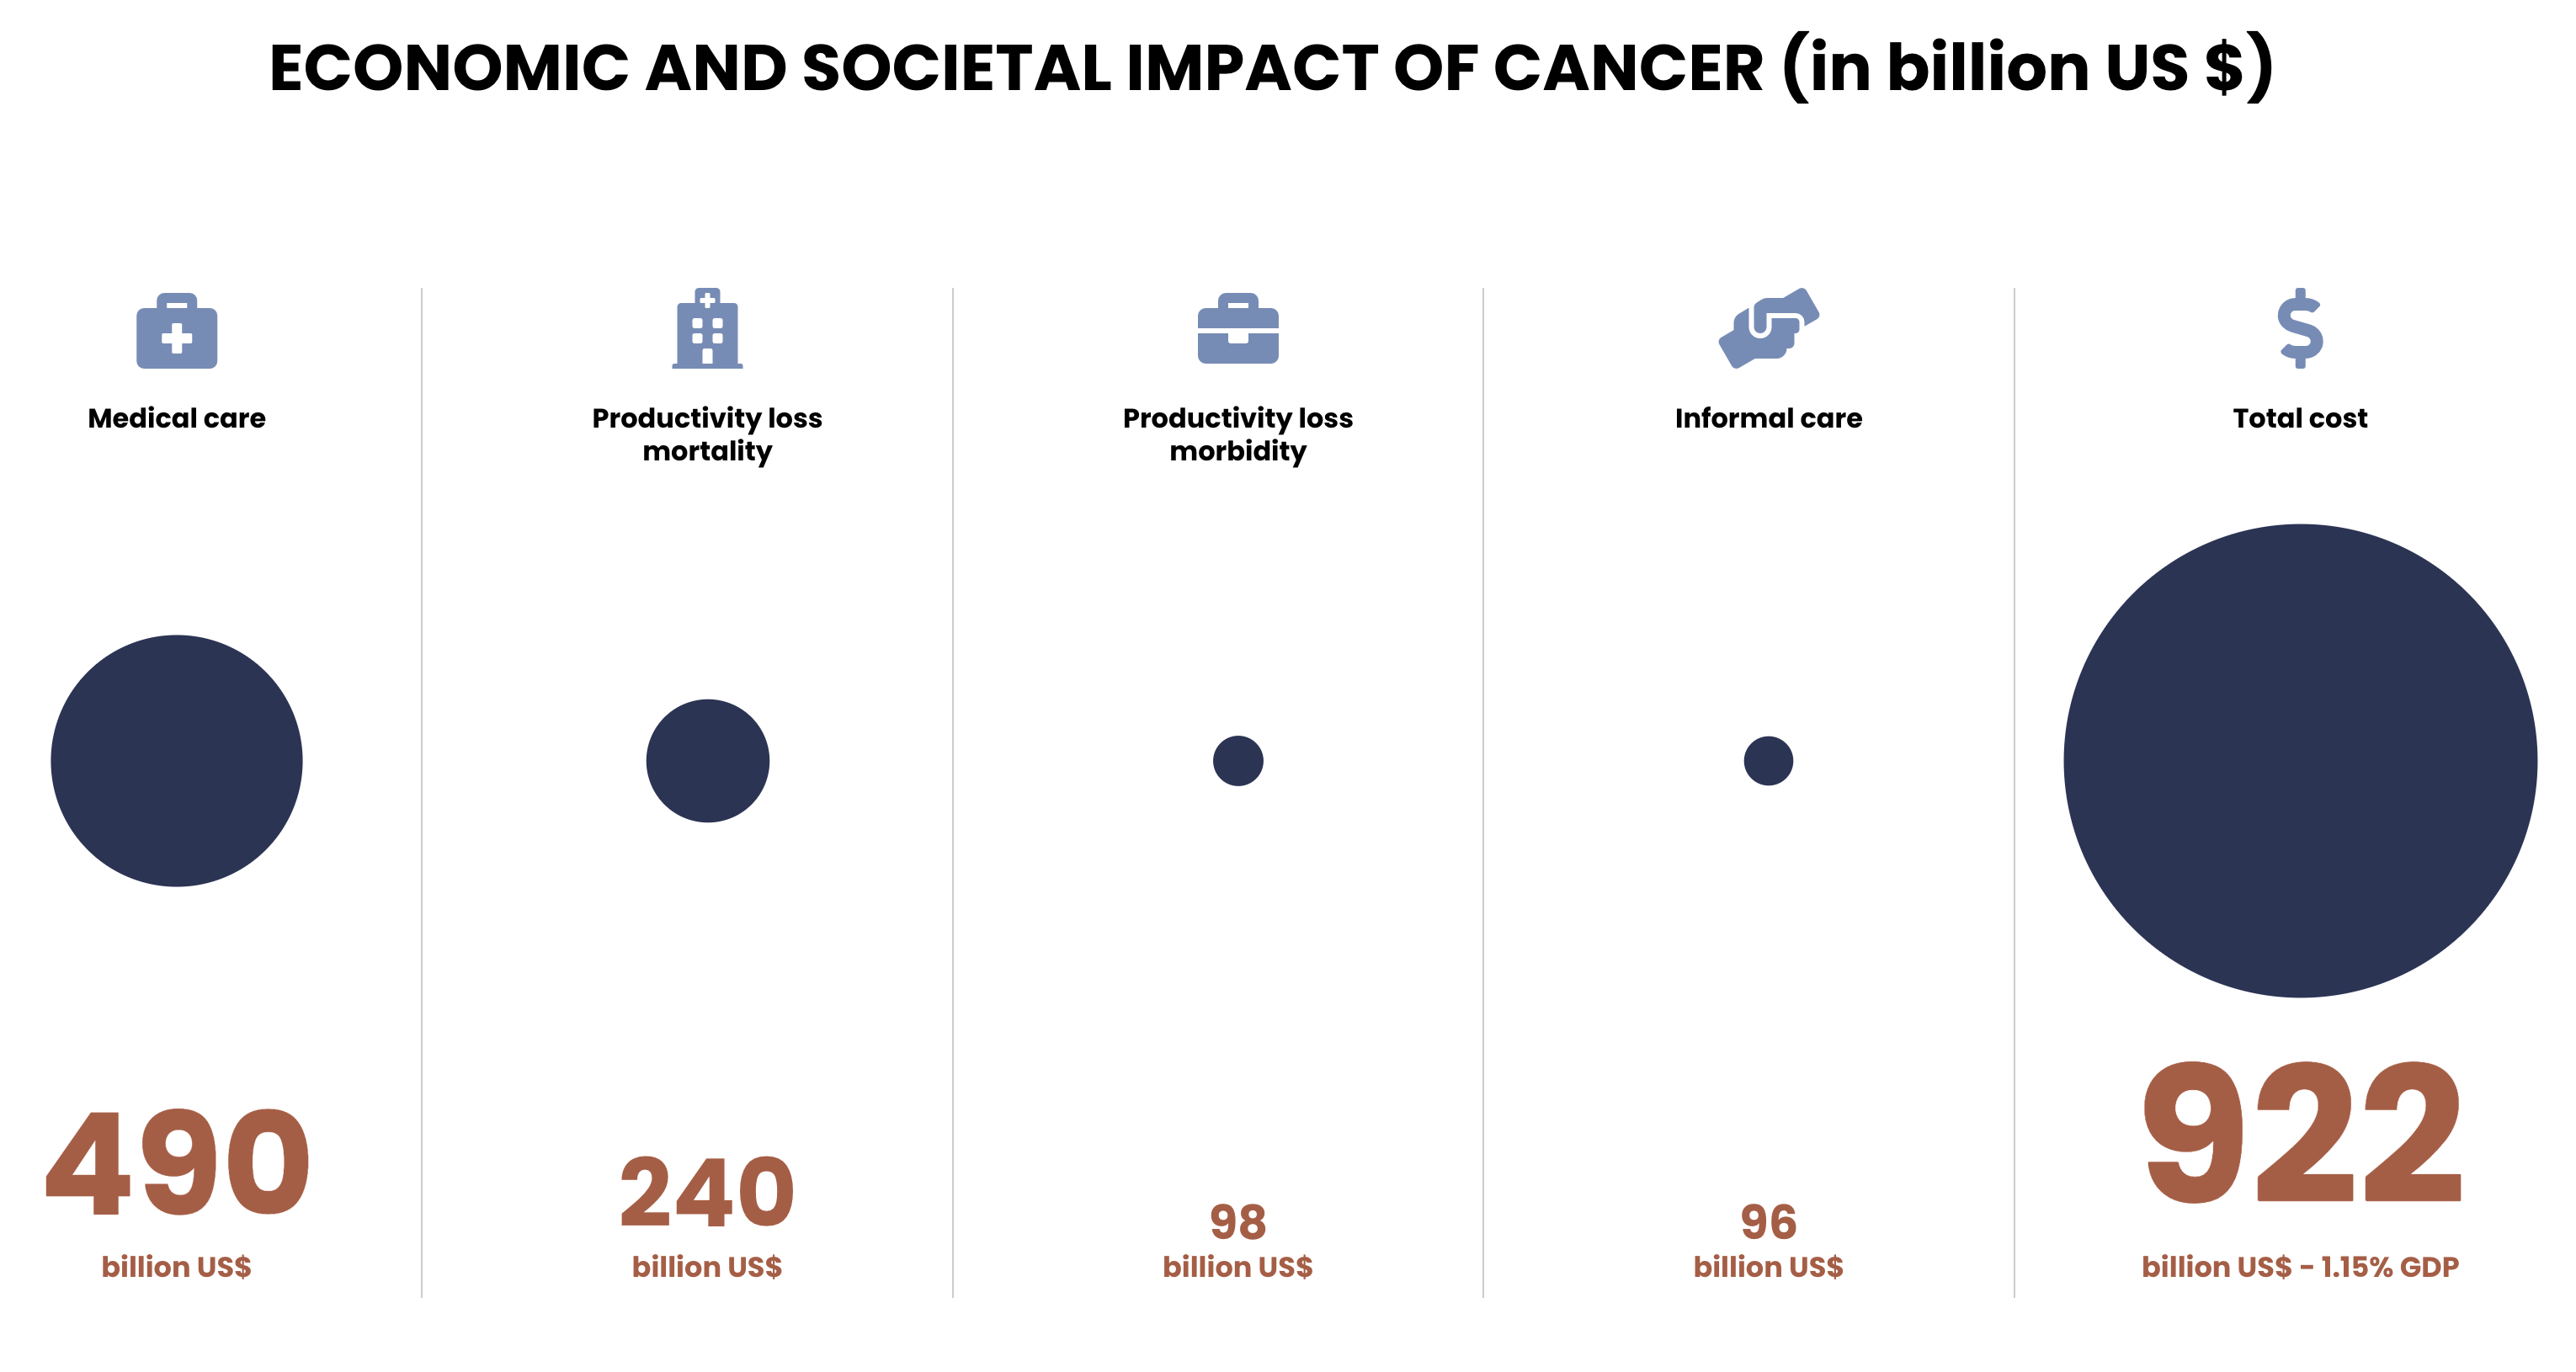 ECONOMIC AND SOCIETAL IMPACT OF CANCER (in billion US $)
Medical care
490
billion US$
Productivity loss
mortality
240
billion US$
Productivity loss
morbidity
98
billion US$
Informal care
96
billion US$
Total cost
922
billion US$ - 1.15% GDP